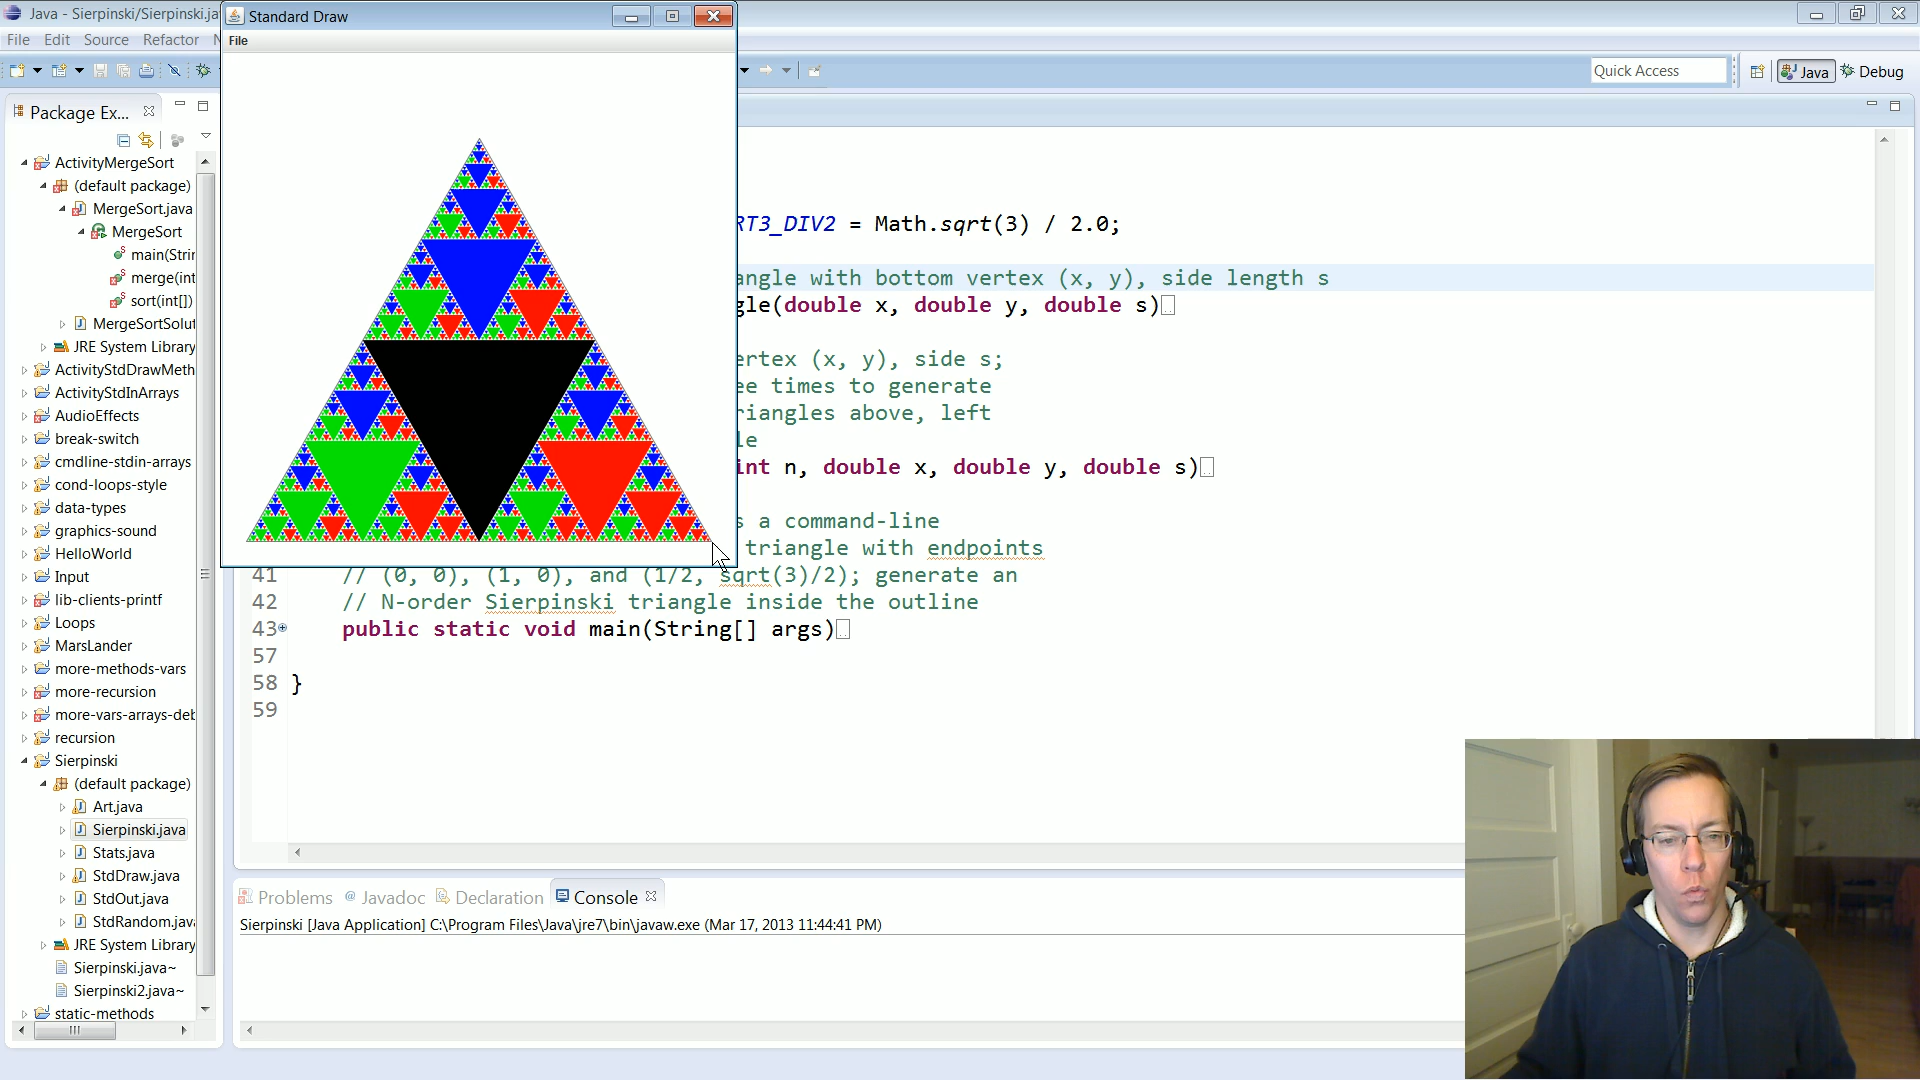 Java - Sierpinski/Sierpinski.ja
Standard Draw
File Edit Source Refactor
File
Quick Access
Java
Debug
Package Ex...
ActivityMergeSort
(default package)
MergeSort.java
MergeSort
main(Strin
merge(int
sort(int[])
MergeSortSolut
JRE System Library
ActivityStdDrawMeth
ActivityStdInArrays
AudioEffects
break-switch
cmdline-stdin-arrays
cond-loops-style
data-types
graphics-sound
HelloWorld
Input
lib-clients-printf
Loops
MarsLander
more-methods-vars
more-recursion
more-vars-arrays-deb
recursion
Sierpinski
(default package)
Art.java
Sierpinski.java
Stats.java
StdDraw.java
StdOut.java
StdRandom.java
JRE System Library
Sierpinski.java~
Sierpinski2.java~
static-methods
RT3_DIV2 = Math.sqrt(3) / 2.0;
angle with bottom vertex (x, y), side length s
gle(double x, double y, double s)
ertex (x, y), side s;
ee times to generate
riangles above, left
le
int n, double x, double y, double s)
s a command-line
triangle with endpoints
41 // (0, 0), (1, 0), and (1/2, sqrt(3)/2); generate an
42 // N-order Sierpinski triangle inside the outline
43 public static void main(String[] args)
57
58 }
59
Problems @ Javadoc Declaration Console
Sierpinski [Java Application] C:\Program Files\Java\jre7\bin\javaw.exe (Mar 17, 2013 11:44:41 PM)